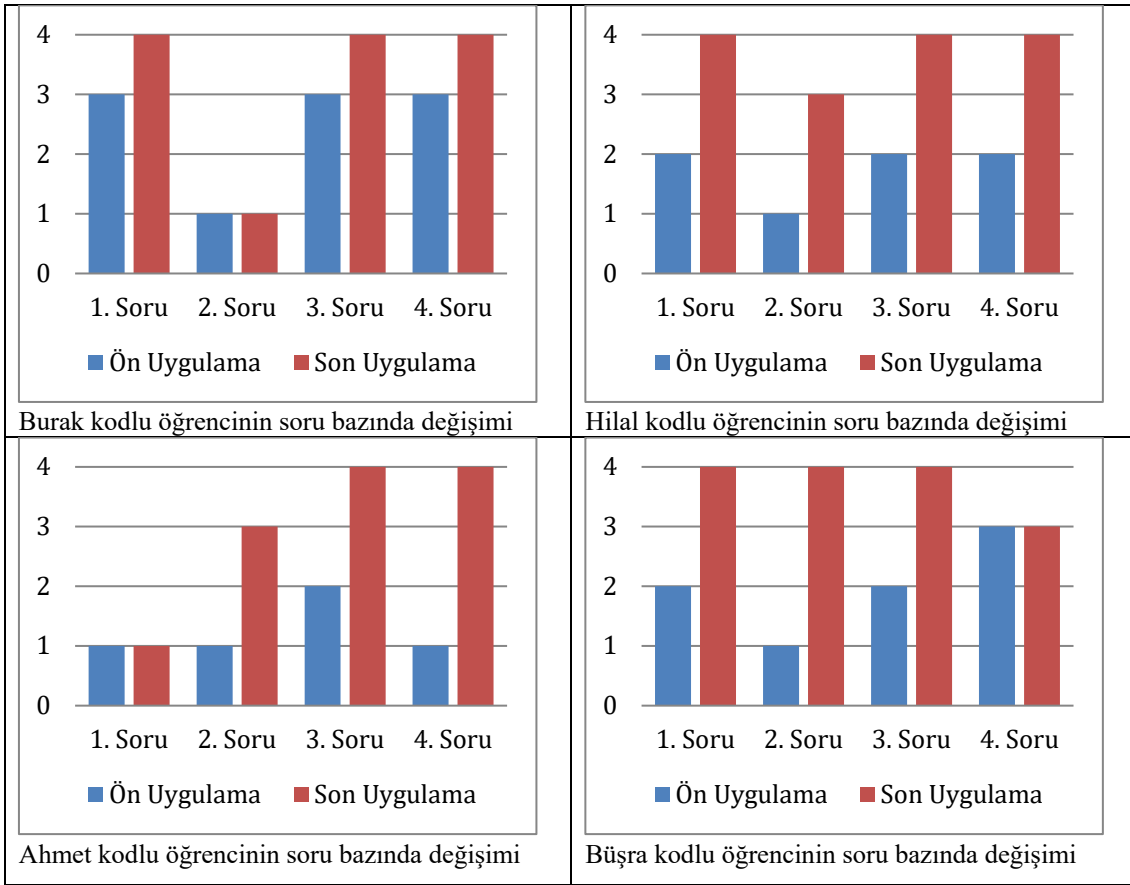 4
3
2
1
0
1. Soru 2. Soru 3. Soru 4. Soru
Ön Uygulama Son Uygulama
Burak kodlu öğrencinin soru bazında değişimi
4
3
2
1
0
1. Soru 2. Soru 3. Soru 4. Soru
Ön Uygulama Son Uygulama
Hilal kodlu öğrencinin soru bazında değişimi
4
3
2
1
0
1. Soru 2. Soru 3. Soru 4. Soru
Ön Uygulama Son Uygulama
Ahmet kodlu öğrencinin soru bazında değişimi
4
3
2
1
0
1. Soru 2. Soru 3. Soru 4. Soru
Ön Uygulama Son Uygulama
Büşra kodlu öğrencinin soru bazında değişimi